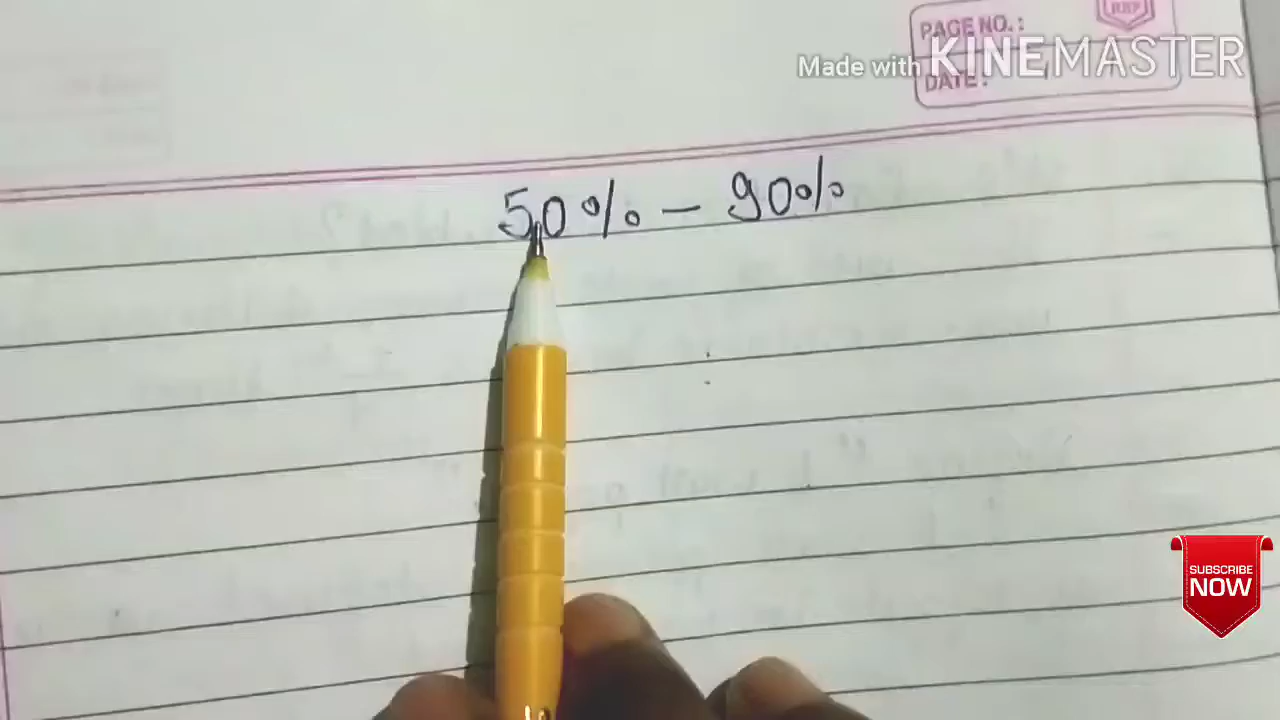 PAGE NO.:
DATE:
Made with KINEMASTER
50% - 90%
SUBSCRIBE
NOW